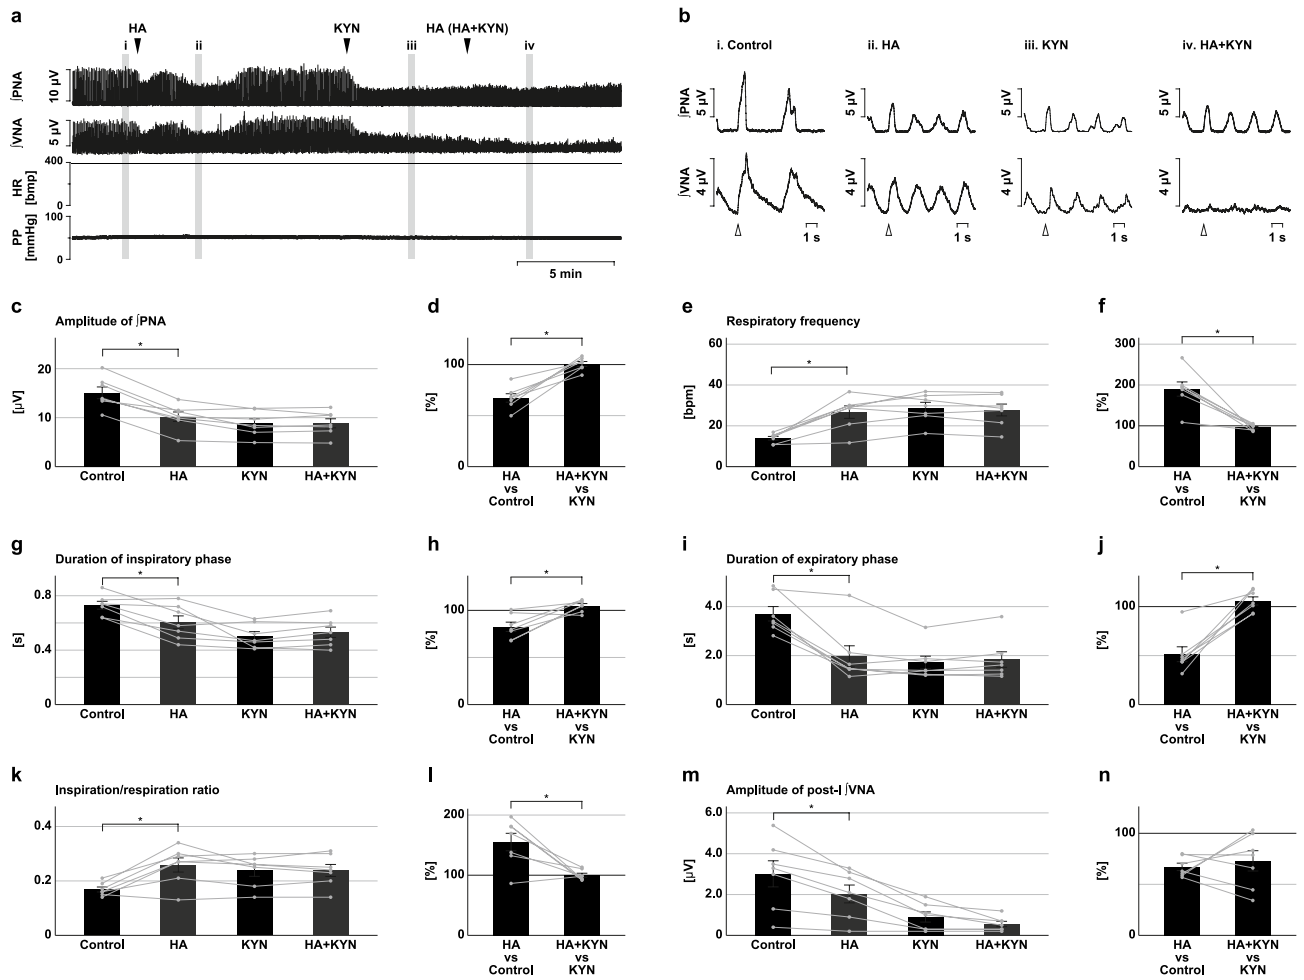 a
HA
KYN
HA (HA+KYN)
i
ii
iii
iv
∫PNA
10 µV
∫VNA
5 µV
HR
[bmp]
400
0
PP
[mmHg]
100
0
5 min
b
i. Control
ii. HA
iii. KYN
iv. HA+KYN
∫PNA
5 µV
5 µV
5 µV
5 µV
∫VNA
4 µV
4 µV
4 µV
4 µV
1 s
1 s
1 s
1 s
c
Amplitude of ∫PNA
[µV]
20
10
0
*
Control
HA
KYN
HA+KYN
d
[%]
100
0
*
HA
vs
Control
HA+KYN
vs
KYN
e
Respiratory frequency
[bpm]
60
40
20
0
*
Control
HA
KYN
HA+KYN
f
[%]
300
200
100
0
*
HA
vs
Control
HA+KYN
vs
KYN
g
Duration of inspiratory phase
[s]
0.8
0.4
0
*
Control
HA
KYN
HA+KYN
h
[%]
100
0
*
HA
vs
Control
HA+KYN
vs
KYN
i
Duration of expiratory phase
[s]
4.0
2.0
0
*
Control
HA
KYN
HA+KYN
j
[%]
100
0
*
HA
vs
Control
HA+KYN
vs
KYN
k
Inspiration/respiration ratio
0.4
0.2
0
*
Control
HA
KYN
HA+KYN
l
[%]
200
100
0
*
HA
vs
Control
HA+KYN
vs
KYN
m
Amplitude of post-I ∫VNA
[µV]
6.0
4.0
2.0
0
*
Control
HA
KYN
HA+KYN
n
[%]
100
0
HA
vs
Control
HA+KYN
vs
KYN